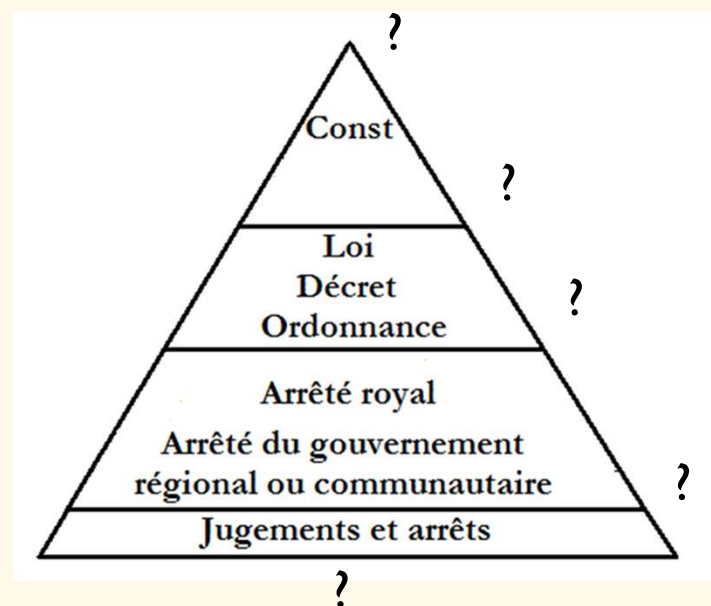 ?
Const
?
Loi
?
Décret
Ordonnance
Arrêté royal
Arrêté du gouvernement
régional ou communautaire
?
Jugements et arrêts
?